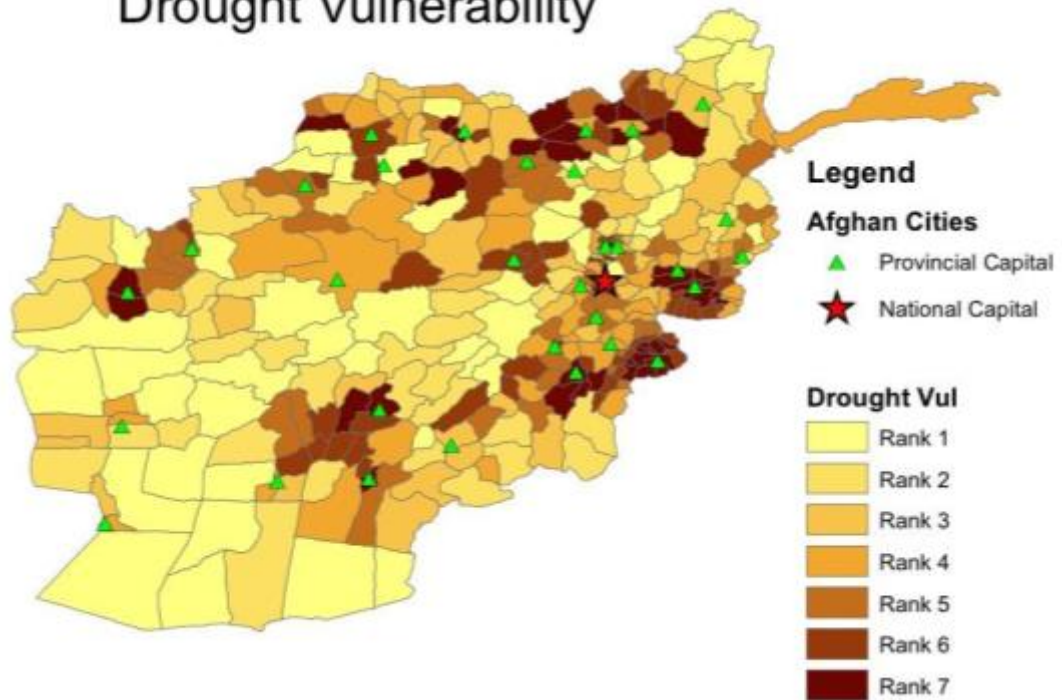 Drought Vulnerability
Legend
Afghan Cities
Provincial Capital
National Capital
Drought Vul
Rank 1
Rank 2
Rank 3
Rank 4
Rank 5
Rank 6
Rank 7